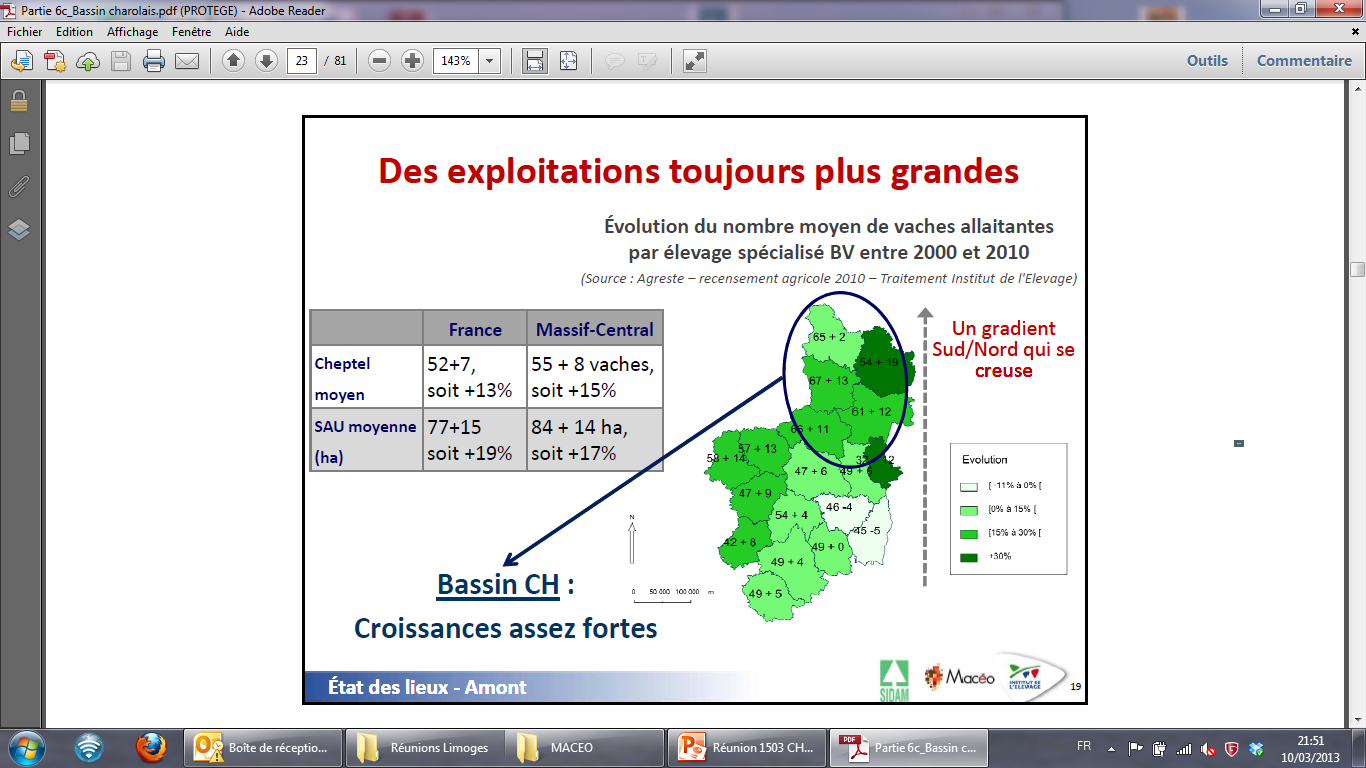 Partie 6c_Bassin charolais.pdf (PROTEGE) - Adobe Reader
Fichier Edition Affichage Fenêtre Aide
23 / 81 143% Outils Commentaire
Des exploitations toujours plus grandes
Évolution du nombre moyen de vaches allaitantes
par élevage spécialisé BV entre 2000 et 2010
(Source : Agreste – recensement agricole 2010 – Traitement Institut de l'Elevage)
France Massif-Central
Cheptel moyen 52+7, soit +13% 55 + 8 vaches, soit +15%
SAU moyenne (ha) 77+15 soit +19% 84 + 14 ha, soit +17%
Un gradient
Sud/Nord qui se
creuse
65 + 2
54 + 19
67 + 13
61 + 12
+ 11
57 + 13
58 + 14
47 + 6
49 + 6
47 + 9
46 -4
54 + 4
45 -5
42 + 8
49 + 0
49 + 4
49 + 5
Evolution
[ -11% à 0% [
[0% à 15% [
[15% à 30% [
+30%
N
0 50 000 100 000 m
Bassin CH :
Croissances assez fortes
État des lieux - Amont
SIDAM
Macéo
INSTITUT DE
L'ELEVAGE
19
Boîte de réceptio...
Réunions Limoges
MACEO
Réunion 1503 CH...
PDF
Partie 6c_Bassin c...
FR
21:51
10/03/2013